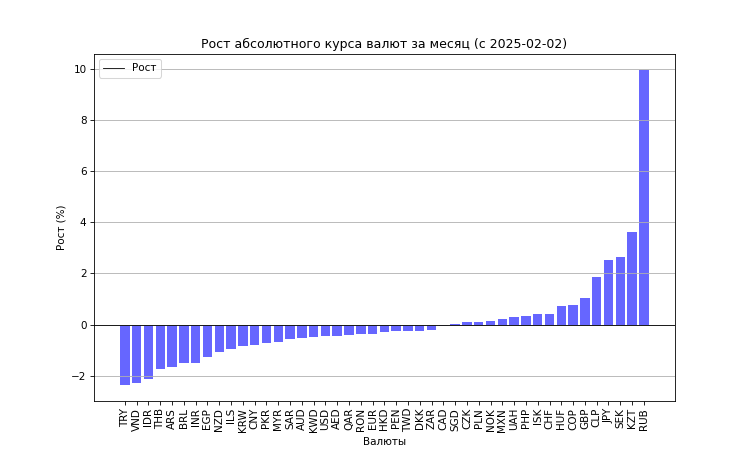 Рост абсолютного курса валют за месяц (с 2025-02-02)
Рост
10
8
6
4
2
0
−2
Рост (%)
TRY VND IDR THB ARS BRL INR EGP NZD ILS KRW CNY PKR MYR SAR AUD KWD USD AED QAR RON EUR HKD PEN TWD DKK ZAR CAD SGD CZK PLN NOK MXN UAH PHP ISK CHF HUF COP GBP CLP JPY SEK KZT RUB
Валюты